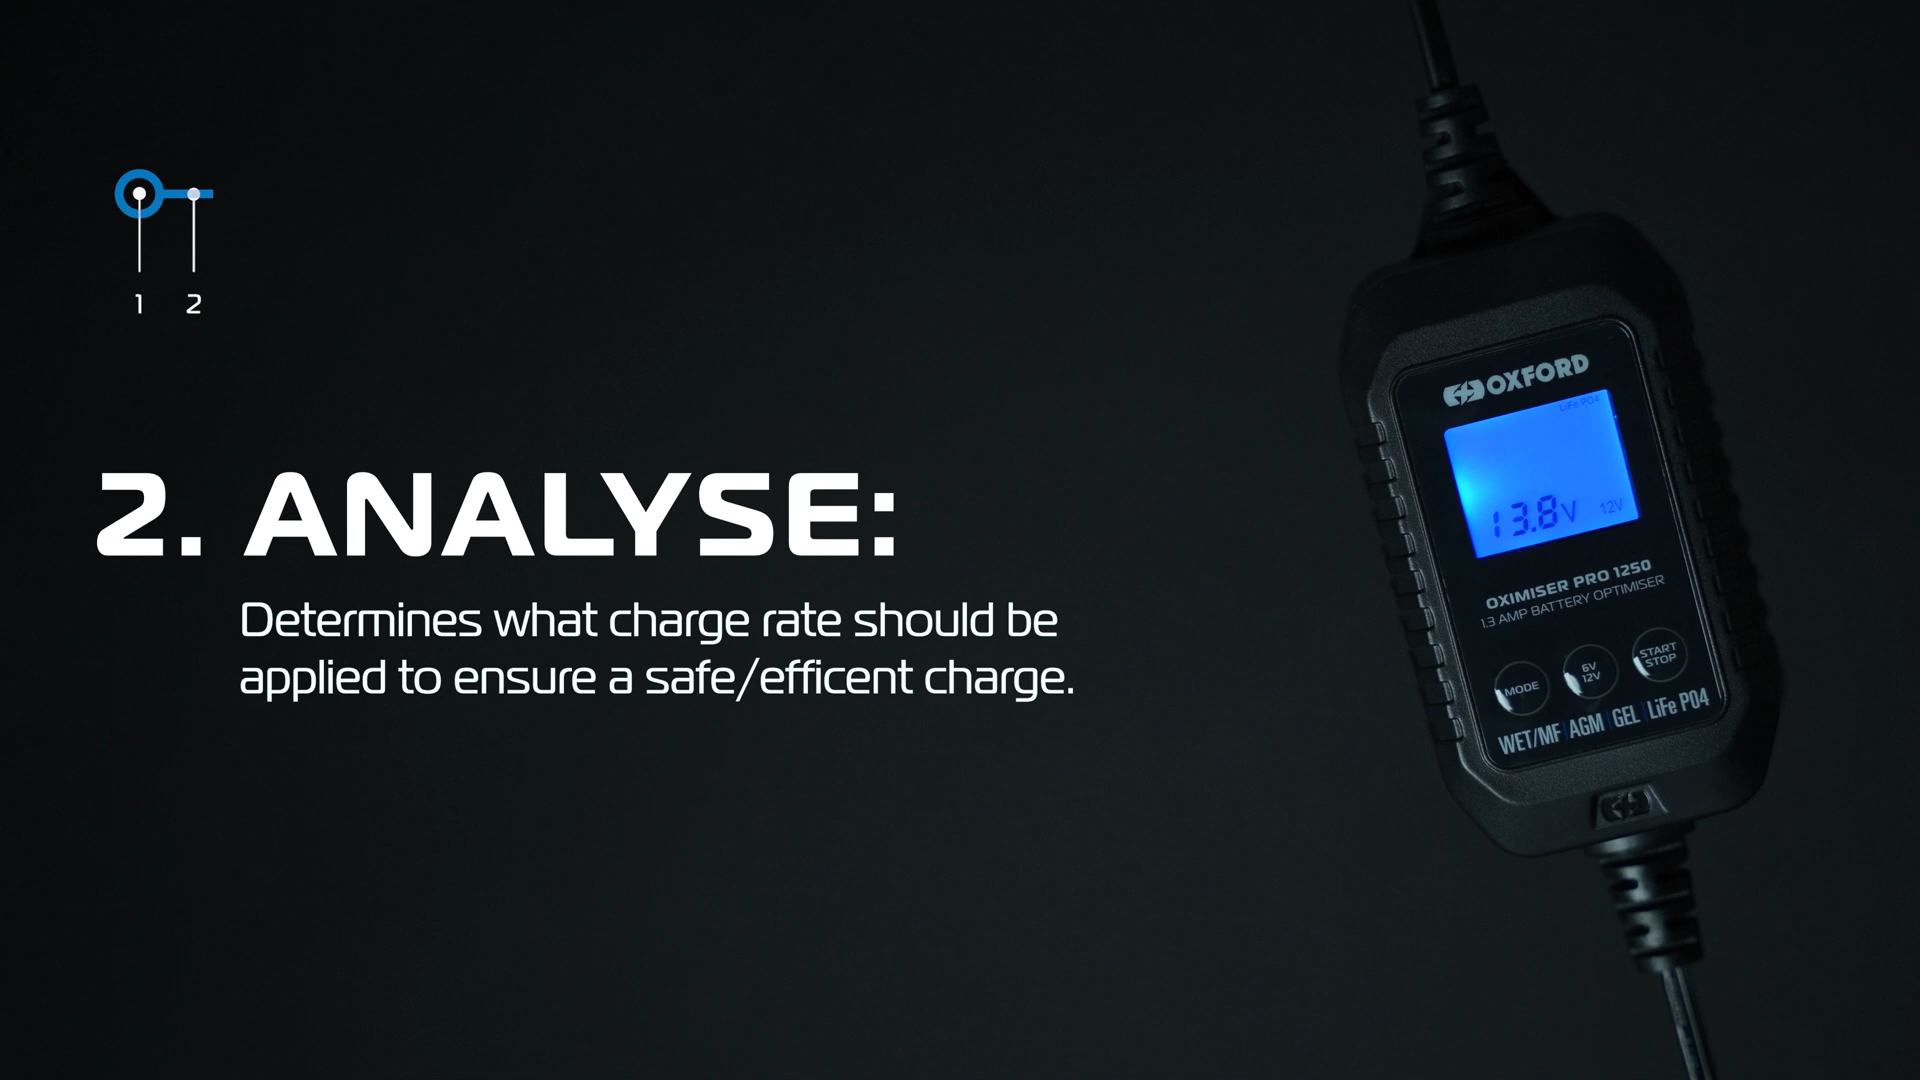 1 2
2. ANALYSE:
Determines what charge rate should be
applied to ensure a safe/efficent charge.
OXFORD
LiFe PO4
13.8V 12V
OXIMISER PRO 1250
1.3 AMP BATTERY OPTIMISER
MODE
6V
12V
START
STOP
WET/MF AGM GEL LiFe PO4